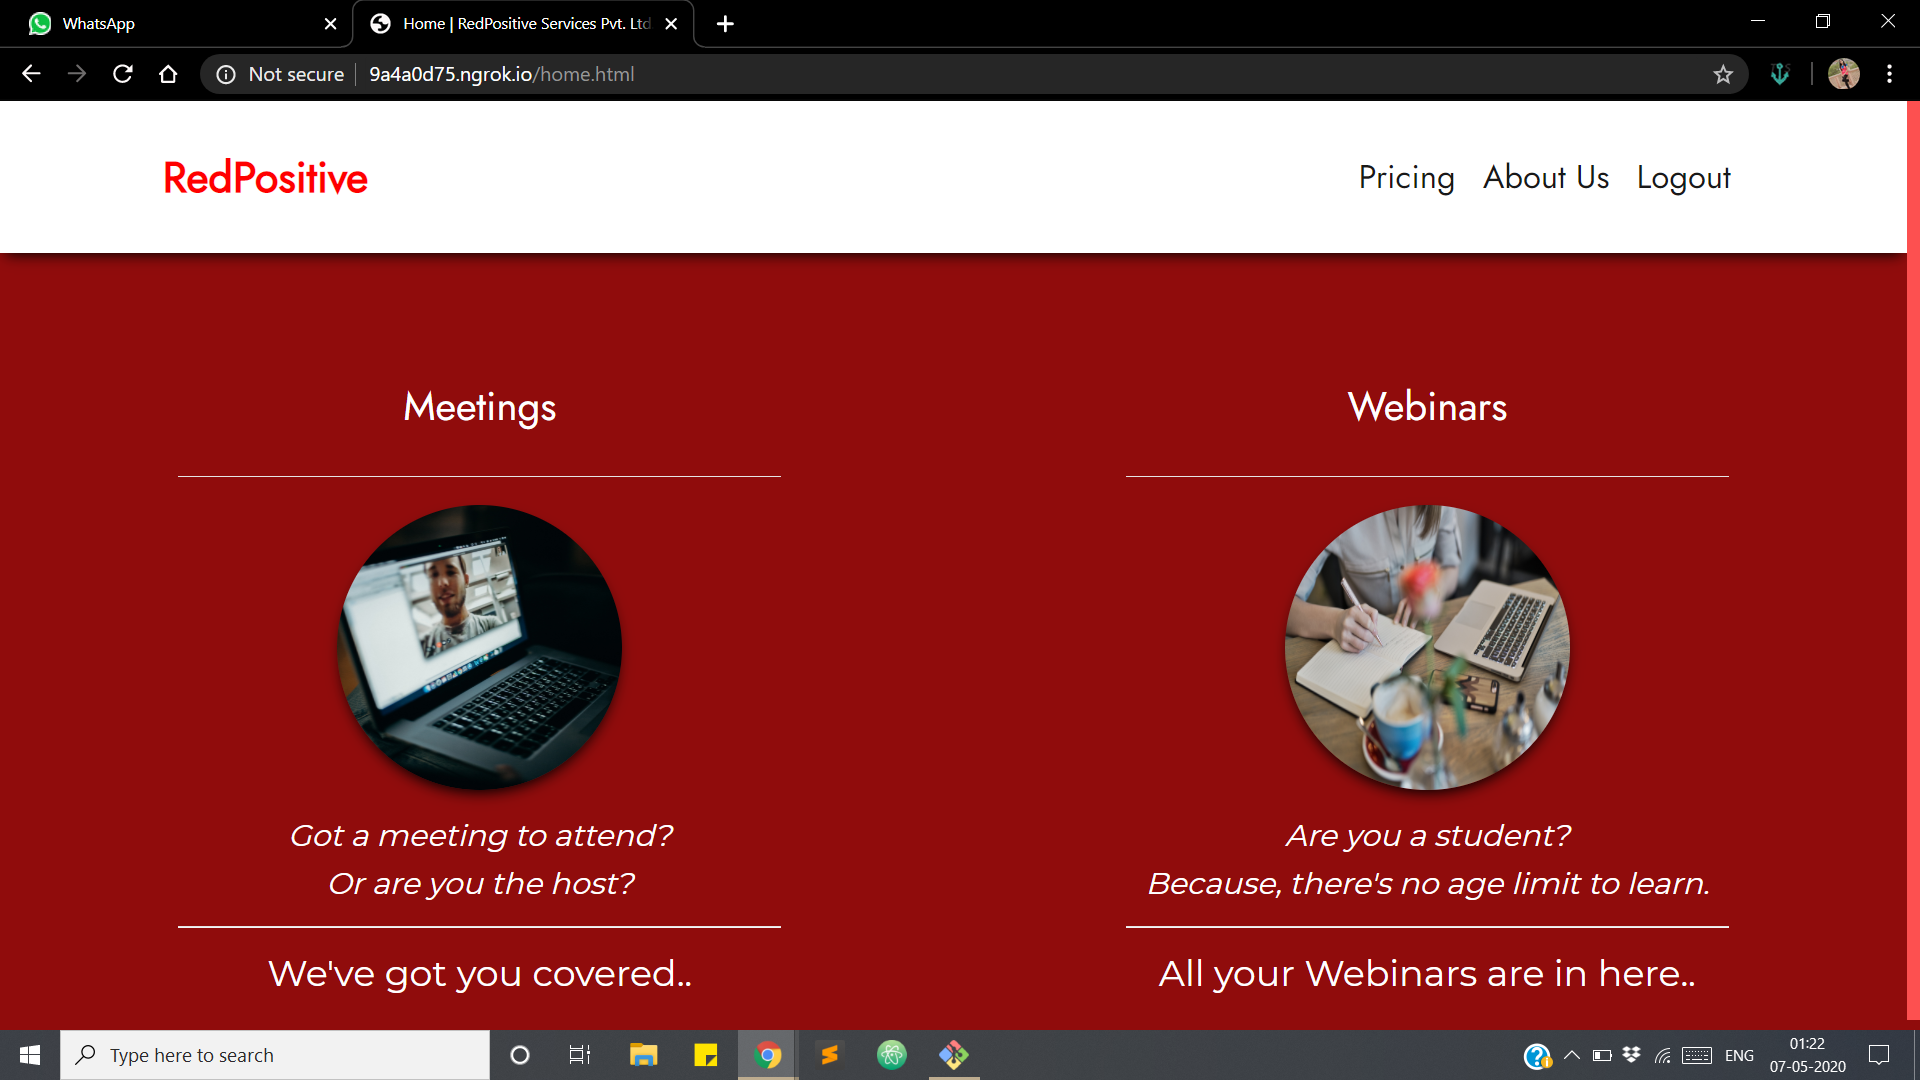 WhatsApp
Home | RedPositive Services Pvt. Ltd
Not secure
9a4a0d75.ngrok.io/home.html
RedPositive
Pricing About Us Logout
Meetings
Webinars
Got a meeting to attend?
Or are you the host?
Are you a student?
Because, there's no age limit to learn.
We've got you covered..
All your Webinars are in here..
Type here to search
ENG
01:22
07-05-2020